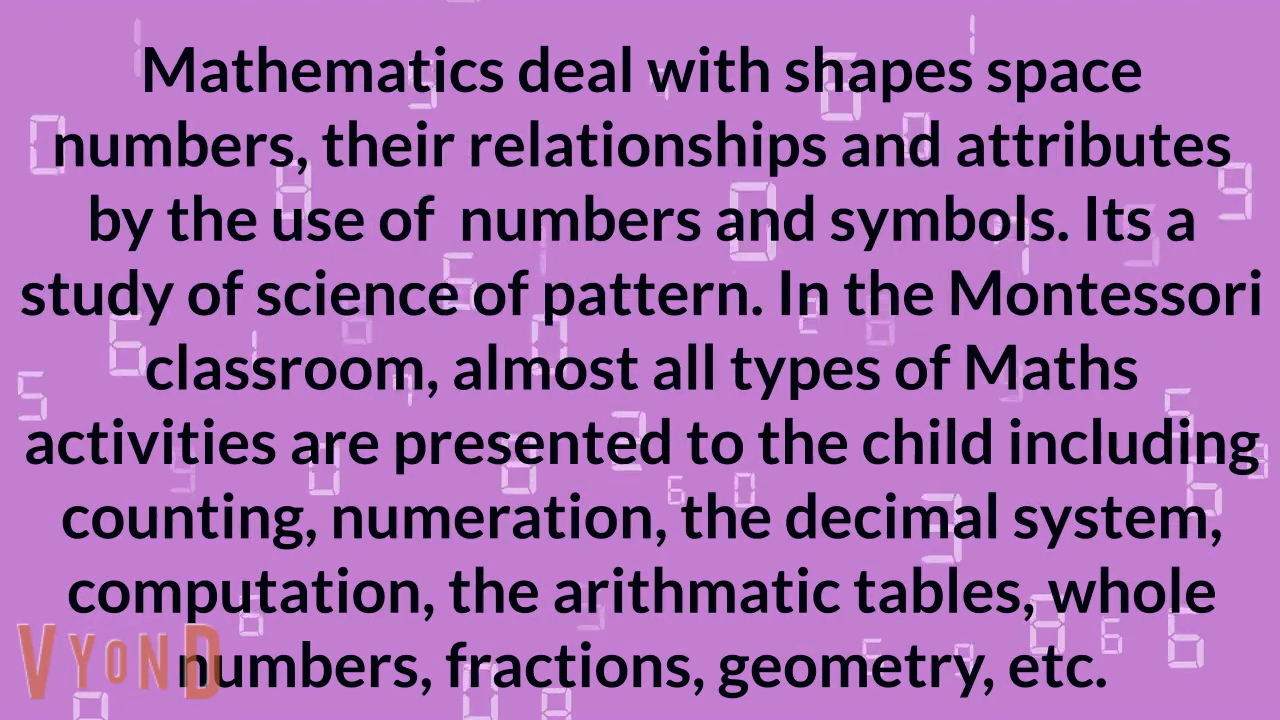 Mathematics deal with shapes space
numbers, their relationships and attributes
by the use of  numbers and symbols. Its a
study of science of pattern. In the Montessori
classroom, almost all types of Maths
activities are presented to the child including
counting, numeration, the decimal system,
computation, the arithmatic tables, whole
numbers, fractions, geometry, etc.
VYOND